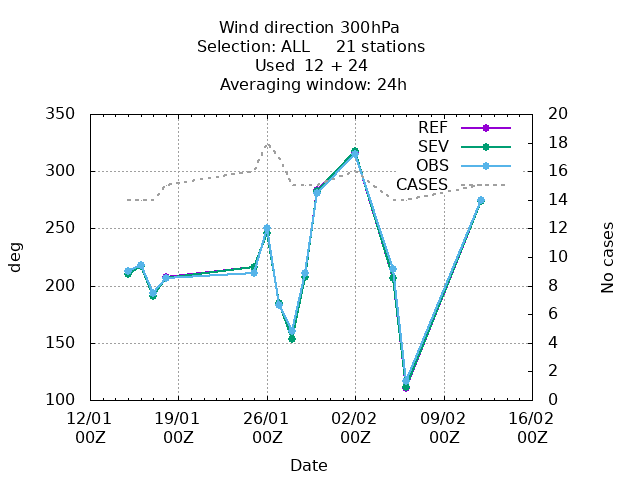 Wind direction 300hPa
Selection: ALL 21 stations
Used 12 + 24
Averaging window: 24h
350
300
250
200
150
100
deg
20
18
16
14
12
10
8
6
4
2
0
No cases
REF
SEV
OBS
CASES
12/01 19/01 26/01 02/02 09/02 16/02
00Z 00Z 00Z 00Z 00Z 00Z
Date